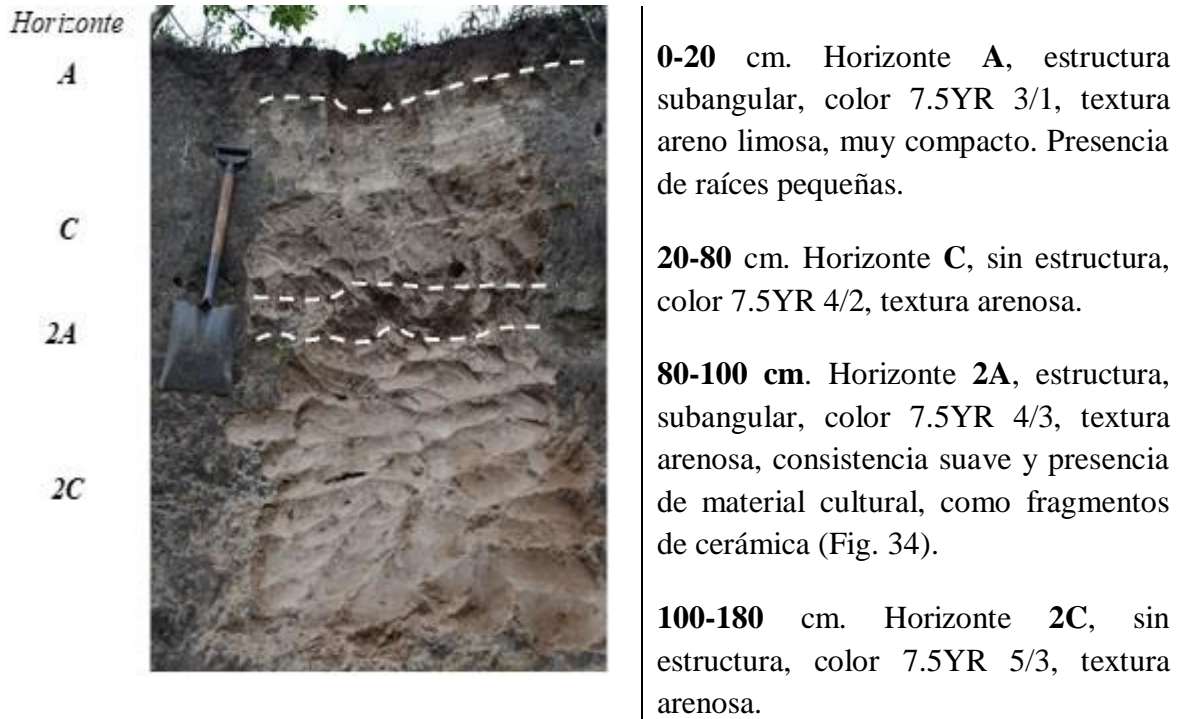 Horizonte
A
C
2A
2C
0-20 cm. Horizonte A, estructura
subangular, color 7.5YR 3/1, textura
areno limosa, muy compacto. Presencia
de raíces pequeñas.
20-80 cm. Horizonte C, sin estructura,
color 7.5YR 4/2, textura arenosa.
80-100 cm. Horizonte 2A, estructura,
subangular, color 7.5YR 4/3, textura
arenosa, consistencia suave y presencia
de material cultural, como fragmentos
de cerámica (Fig. 34).
100-180 cm. Horizonte 2C, sin
estructura, color 7.5YR 5/3, textura
arenosa.